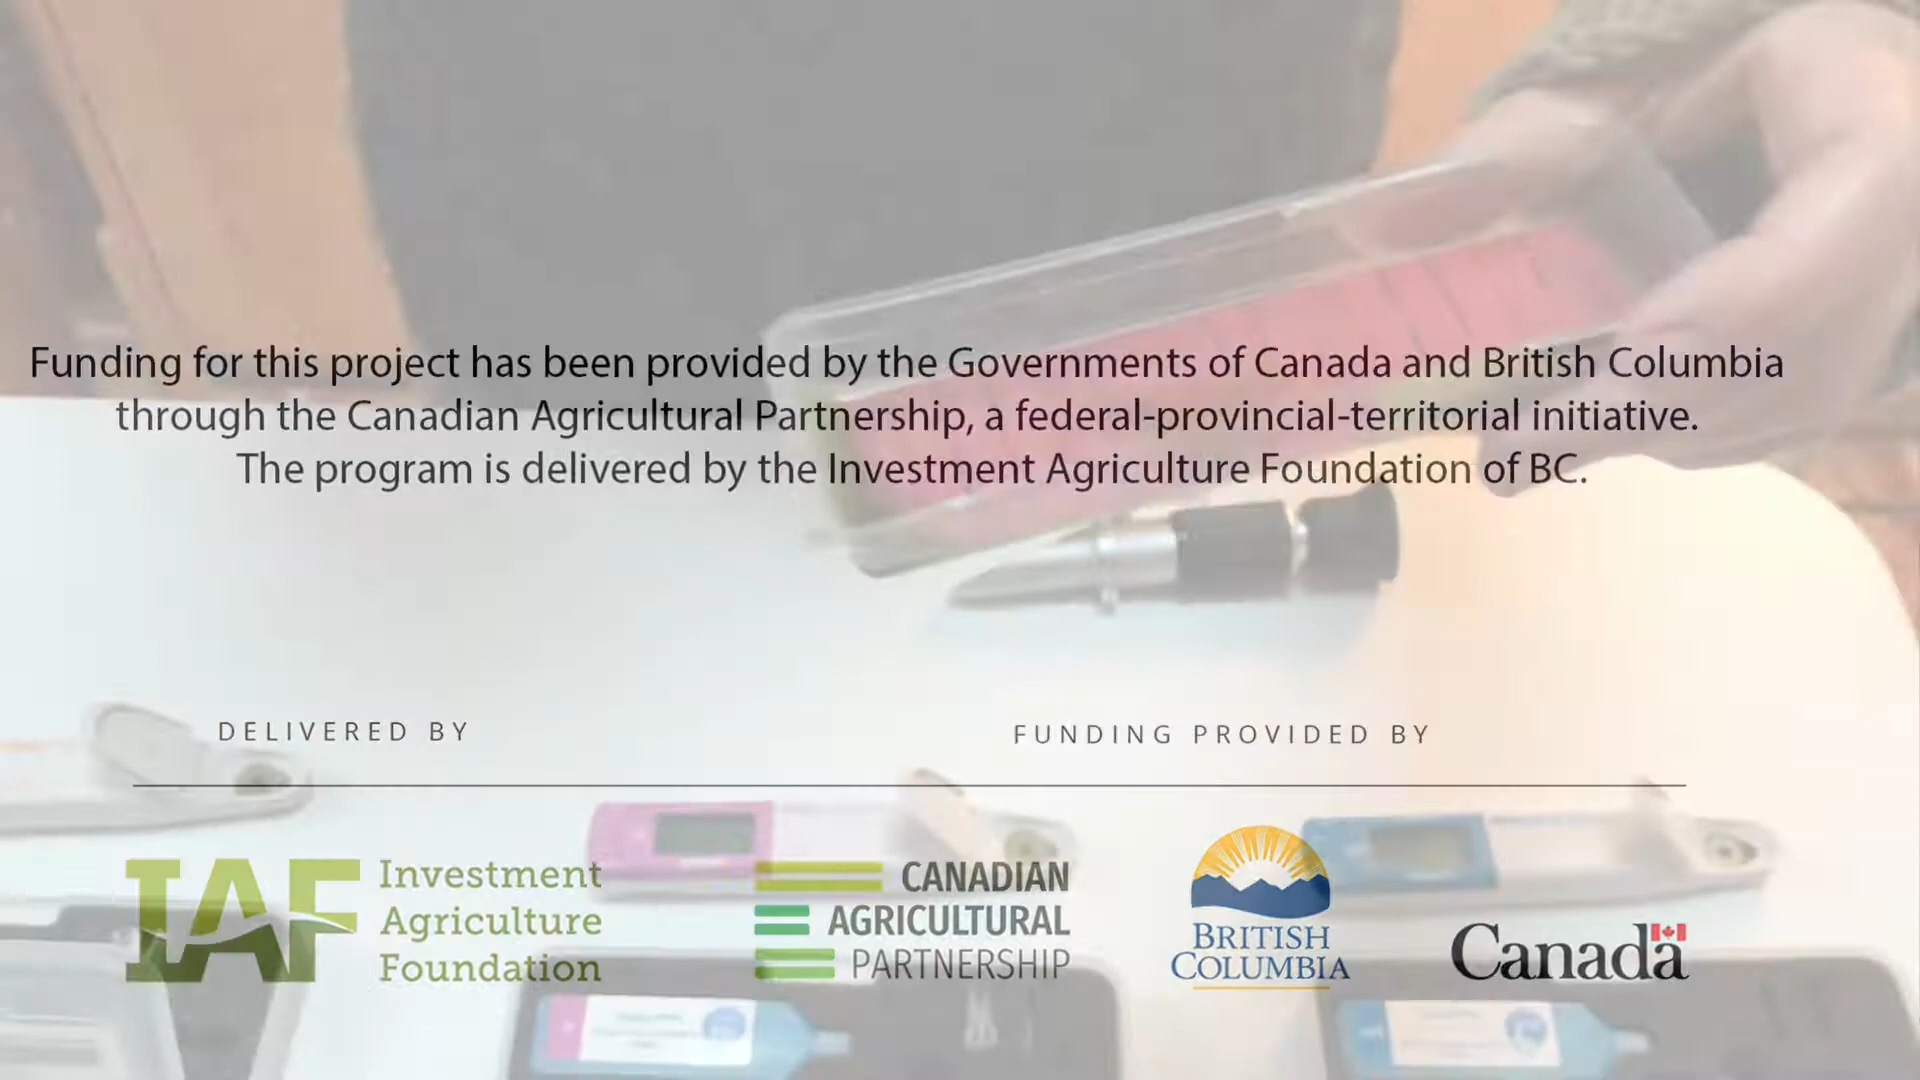 Funding for this project has been provided by the Governments of Canada and British Columbia
through the Canadian Agricultural Partnership, a federal-provincial-territorial initiative.
The program is delivered by the Investment Agriculture Foundation of BC.
DELIVERED BY
FUNDING PROVIDED BY
IAF
Investment
Agriculture
Foundation
CANADIAN
AGRICULTURAL
PARTNERSHIP
BRITISH
COLUMBIA
Canada